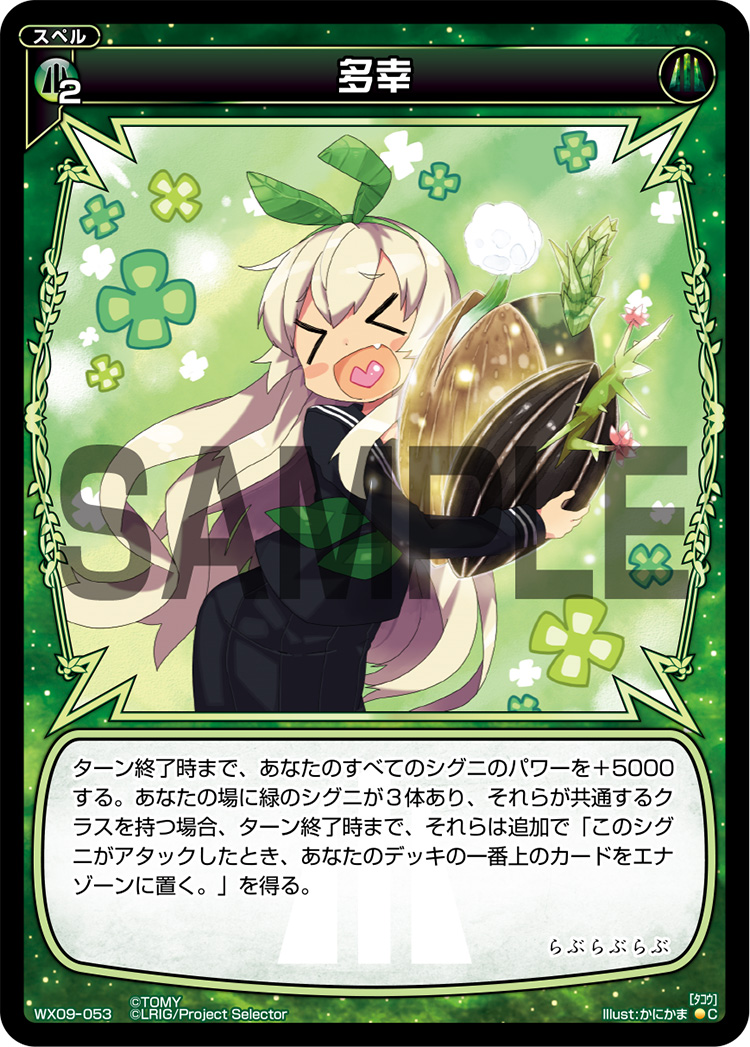 スペル
2
多幸
SAMPLE
ターン終了時まで、あなたのすべてのシグニのパワーを＋5000
する。あなたの場に緑のシグニが３体あり、それらが共通するク
ラスを持つ場合、ターン終了時まで、それらは追加で「このシグ
ニがアタックしたとき、あなたのデッキの一番上のカードをエナ
ゾーンに置く。」を得る。
らぶらぶらぶ
WX09-053
©TOMY
©LRIG/Project Selector
[タコウ]
Illust:かにかま C